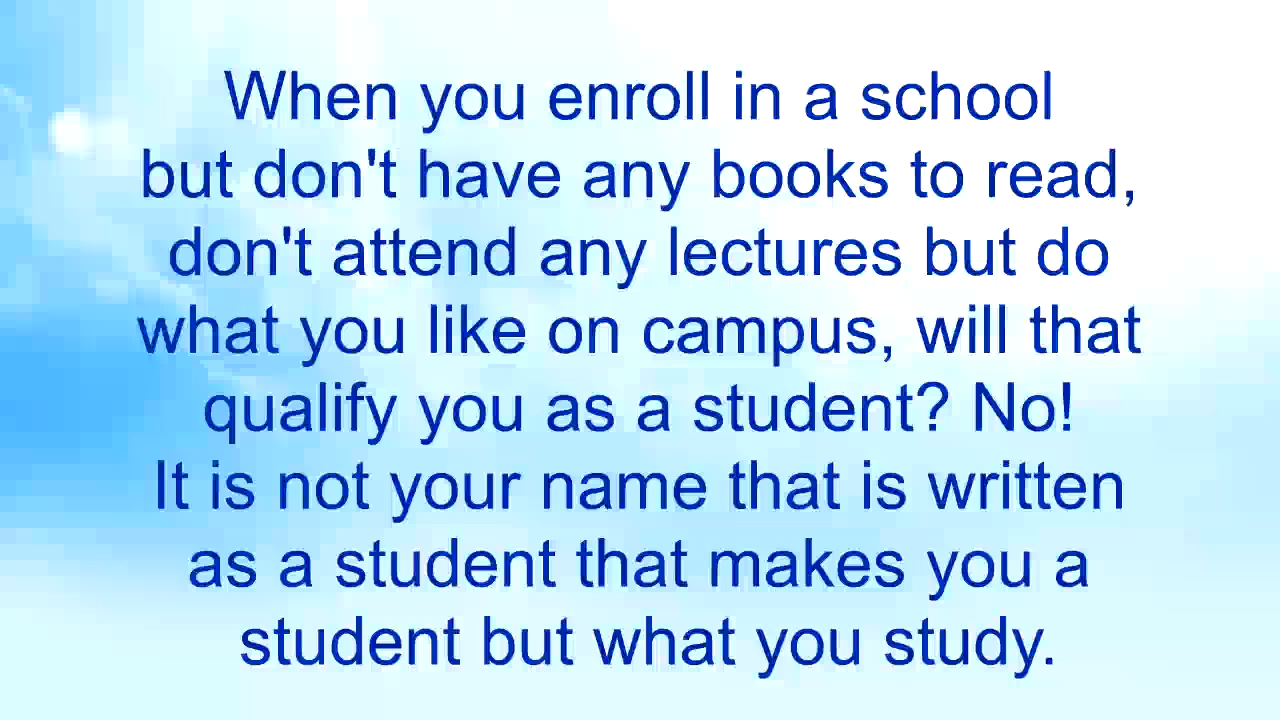 When you enroll in a school
but don't have any books to read,
don't attend any lectures but do
what you like on campus, will that
qualify you as a student? No!
It is not your name that is written
as a student that makes you a
student but what you study.